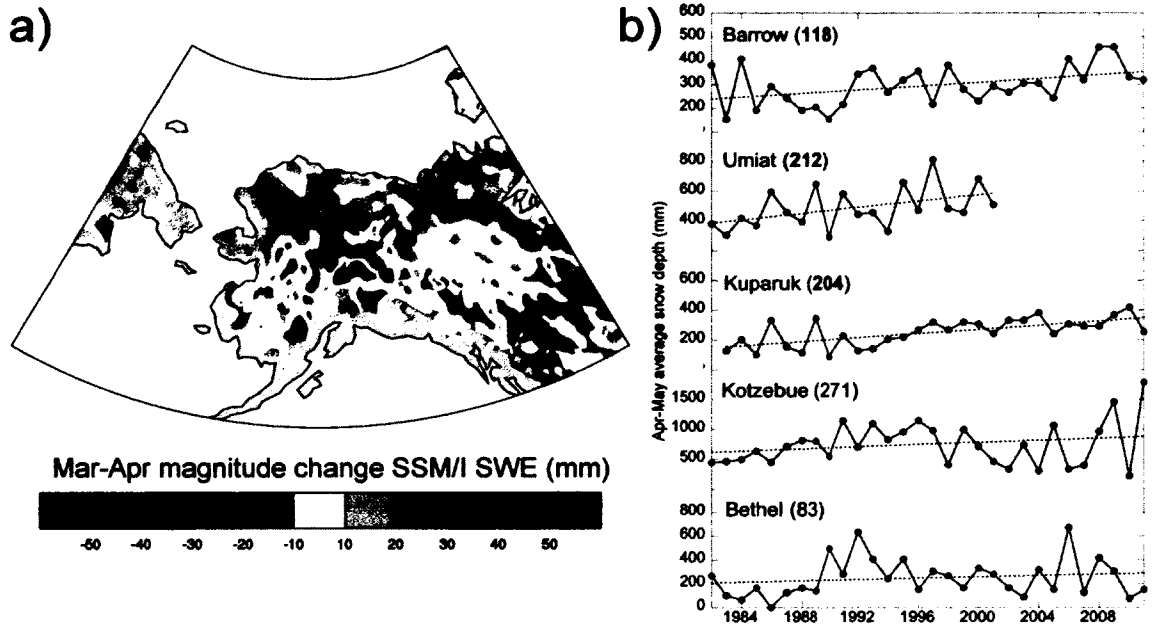 a)
Mar-Apr magnitude change SSM/I SWE (mm)
-50 -40 -30 -20 -10 10 20 30 40 50
b)
Apr-May average snow depth (mm)
Barrow (118)
600
500
400
300
200
Umiat (212)
800
600
400
Kuparuk (204)
600
400
200
Kotzebue (271)
1500
1000
500
Bethel (83)
800
600
400
200
0
1984 1988 1992 1996 2000 2004 2008